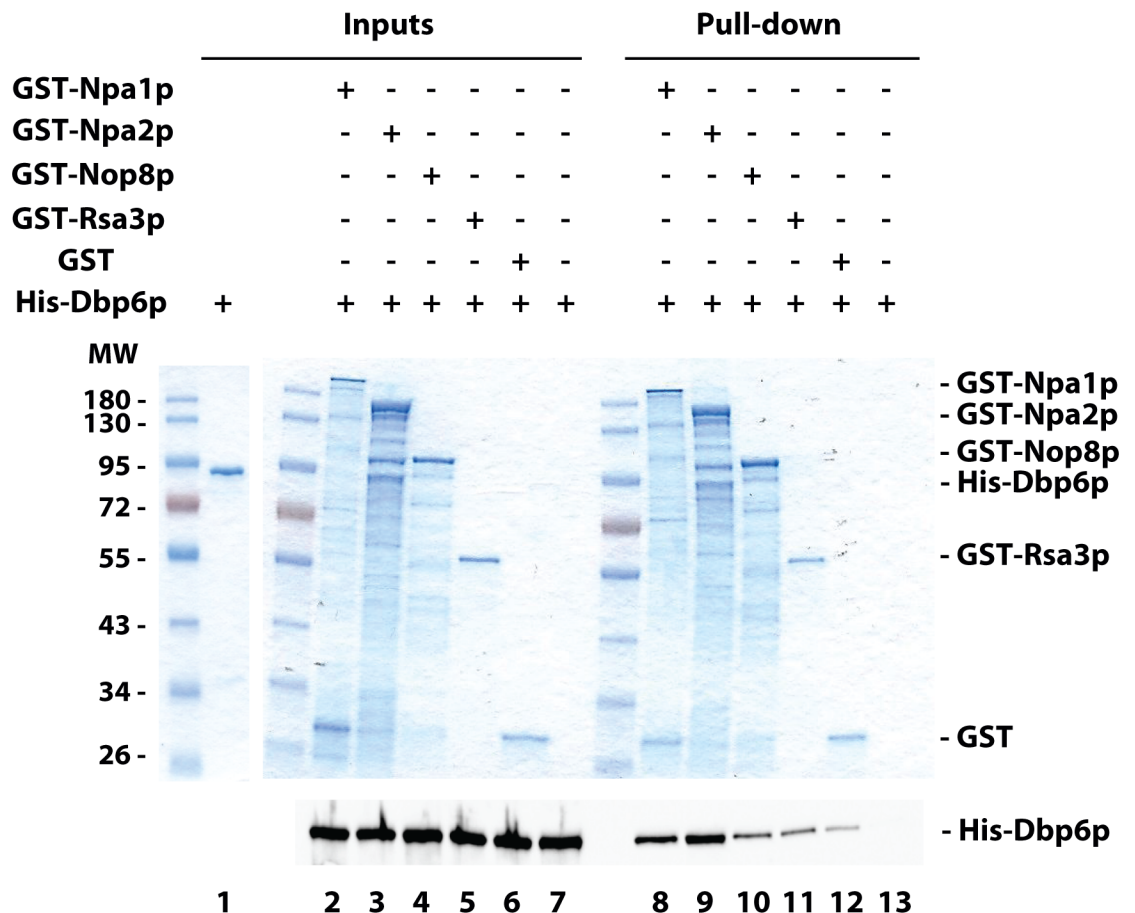 Inputs Pull-down
GST-Npa1p + - - - - - + - - - - -
GST-Npa2p - + - - - - - + - - - -
GST-Nop8p - - + - - - - - + - - -
GST-Rsa3p - - - + - - - - - + - -
GST - - - - + - - - - - + -
His-Dbp6p + + + + + + + + + + + + +
MW
- GST-Npa1p
180 -
- GST-Npa2p
130 -
- GST-Nop8p
95 -
- His-Dbp6p
72 -
55 - - GST-Rsa3p
43 -
34 -
- GST
26 -
- His-Dbp6p
1 2 3 4 5 6 7 8 9 10 11 12 13